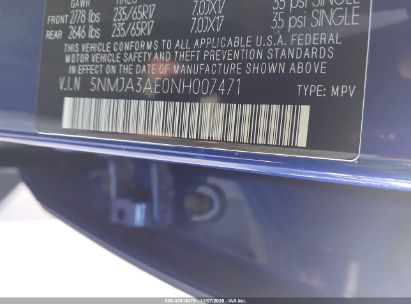 GAWR TIRES
FRONT 2778 lbs 235/65R17 7.0JX17 35 psi SINGLE
REAR 2646 lbs 235/65R17 7.0JX17 35 psi SINGLE
THIS VEHICLE CONFORMS TO ALL APPLICABLE U.S.A. FEDERAL
MOTOR VEHICLE SAFETY AND THEFT PREVENTION STANDARDS
IN EFFECT ON THE DATE OF MANUFACTURE SHOWN ABOVE
V.I.N 5NMJA3AE0NH007471 TYPE: MPV